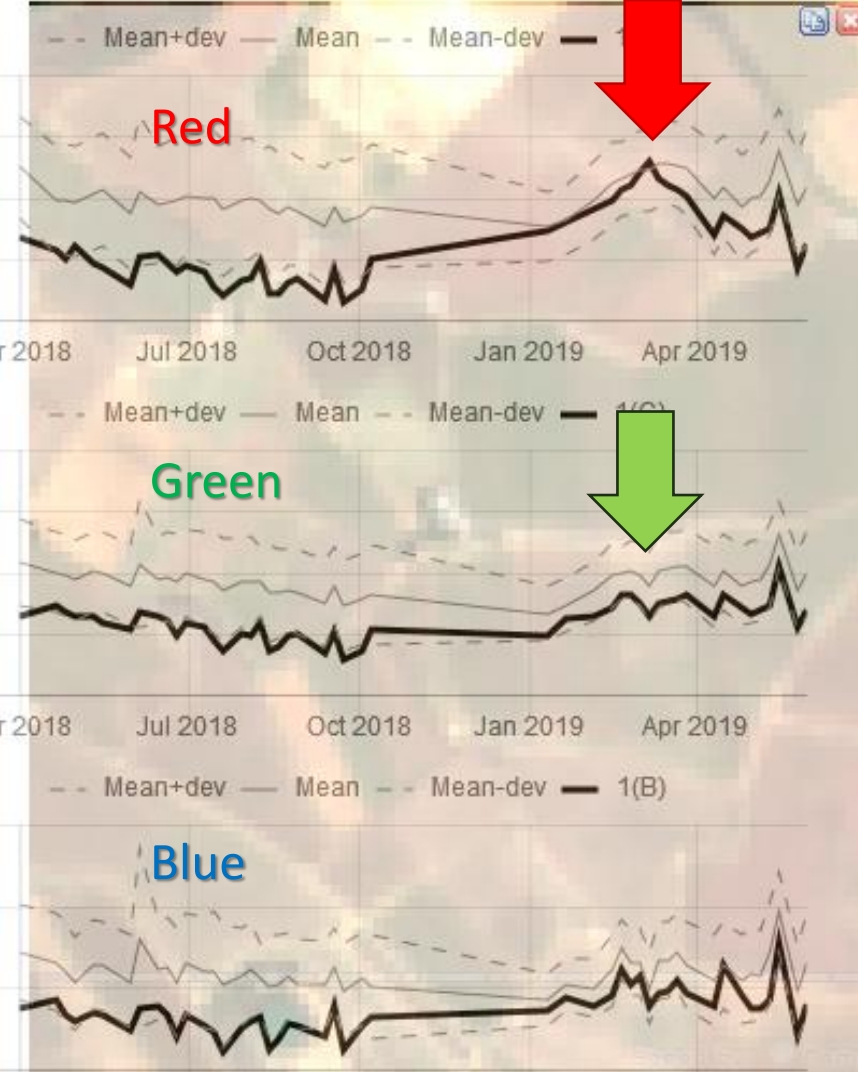 Mean+dev Mean Mean-dev
Red
r 2018 Jul 2018 Oct 2018 Jan 2019 Apr 2019
Mean+dev Mean Mean-dev 1(G)
Green
r 2018 Jul 2018 Oct 2018 Jan 2019 Apr 2019
Mean+dev Mean Mean-dev 1(B)
Blue